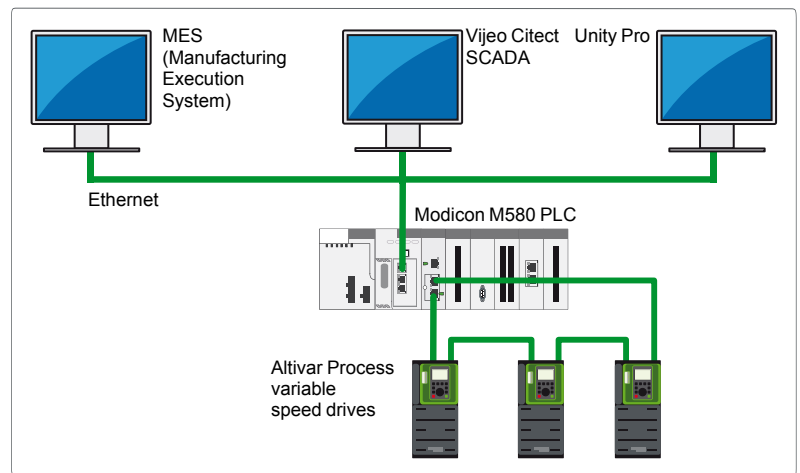 MES
(Manufacturing
Execution
System)
Vijeo Citect
SCADA
Unity Pro
Ethernet
Modicon M580 PLC
Altivar Process
variable
speed drives